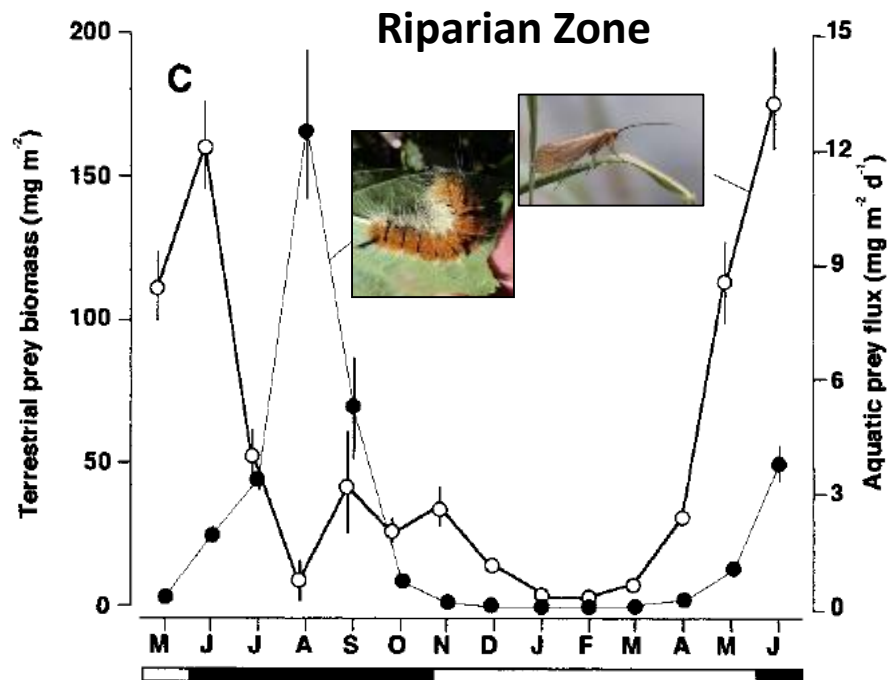 Riparian Zone
C
Terrestrial prey biomass (mg m⁻²)
200
150
100
50
0
Aquatic prey flux (mg m⁻² d⁻¹)
15
12
9
6
3
0
M J J A S O N D J F M A M J